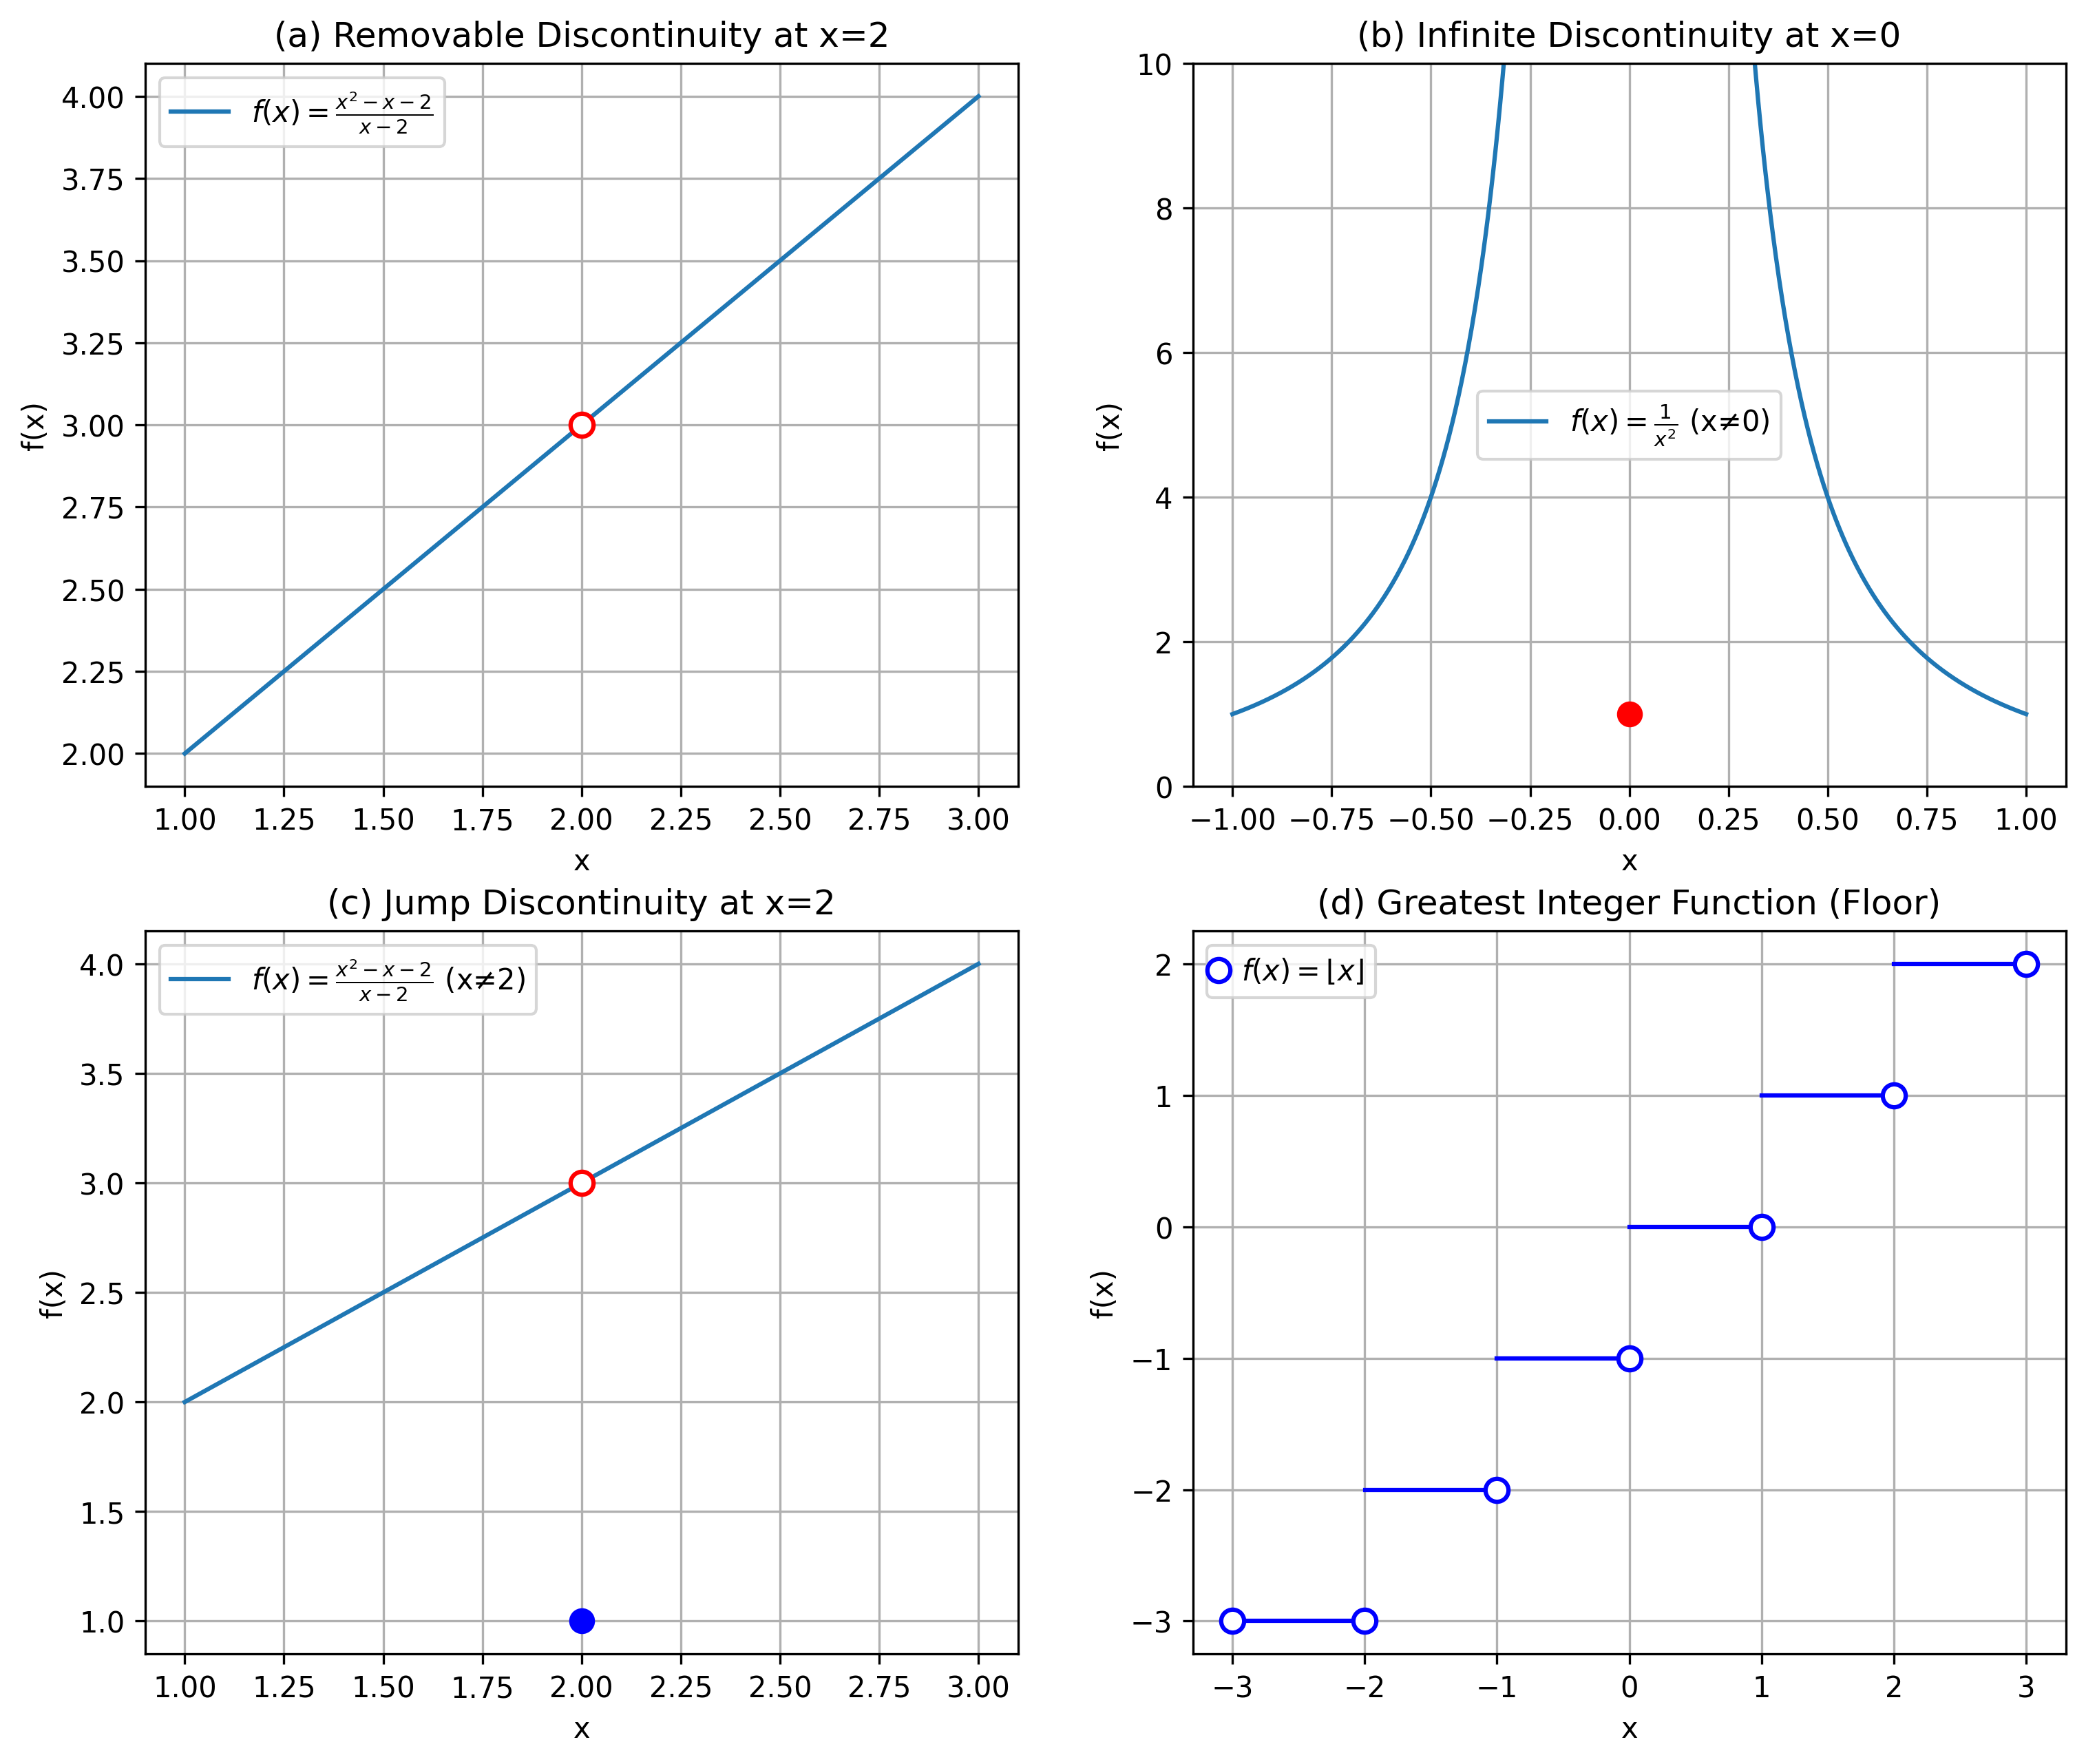 (a) Removable Discontinuity at x=2
f(x) = \frac{x^2 - x - 2}{x - 2}
4.00
3.75
3.50
3.25
3.00
2.75
2.50
2.25
2.00
f(x)
1.00 1.25 1.50 1.75 2.00 2.25 2.50 2.75 3.00
x
(b) Infinite Discontinuity at x=0
10
8
6
4
2
0
f(x)
f(x) = \frac{1}{x^2} (x≠0)
−1.00 −0.75 −0.50 −0.25 0.00 0.25 0.50 0.75 1.00
x
(c) Jump Discontinuity at x=2
f(x) = \frac{x^2 - x - 2}{x - 2} (x≠2)
4.0
3.5
3.0
2.5
2.0
1.5
1.0
f(x)
1.00 1.25 1.50 1.75 2.00 2.25 2.50 2.75 3.00
x
(d) Greatest Integer Function (Floor)
f(x) = ⌊x⌋
2
1
0
−1
−2
−3
f(x)
−3 −2 −1 0 1 2 3
x